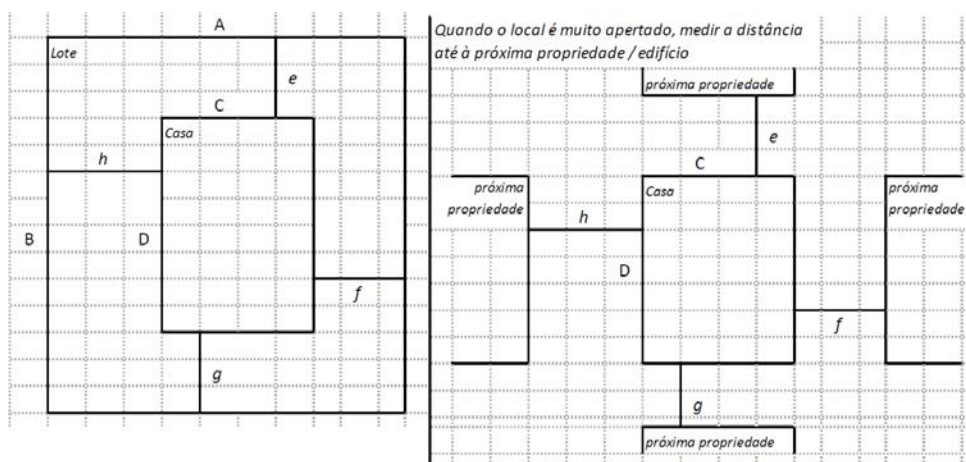 A
Lote
e
C
Casa
h
B
D
f
g
Quando o local é muito apertado, medir a distância
até à próxima propriedade / edifício
próxima propriedade
e
C
próxima
propriedade
Casa
próxima
propriedade
h
D
f
g
próxima propriedade